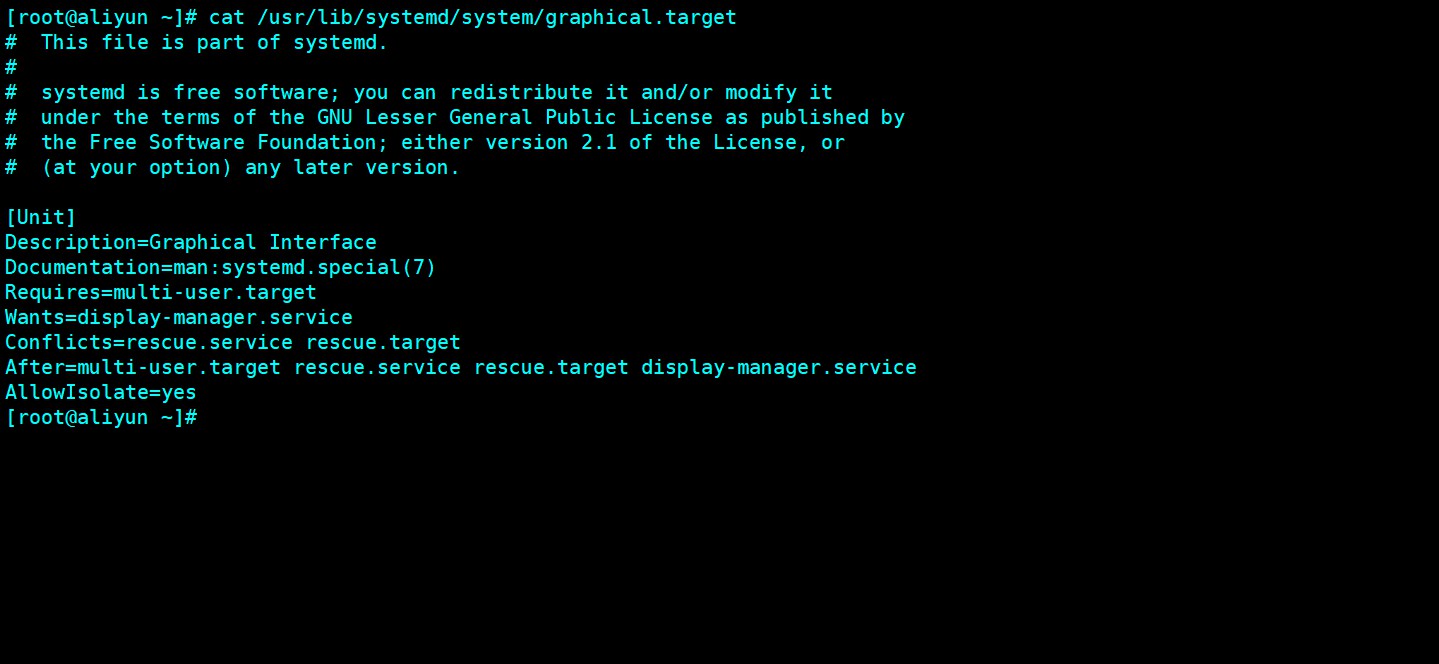 [root@aliyun ~]# cat /usr/lib/systemd/system/graphical.target
#  This file is part of systemd.
#
#  systemd is free software; you can redistribute it and/or modify it
#  under the terms of the GNU Lesser General Public License as published by
#  the Free Software Foundation; either version 2.1 of the License, or
#  (at your option) any later version.

[Unit]
Description=Graphical Interface
Documentation=man:systemd.special(7)
Requires=multi-user.target
Wants=display-manager.service
Conflicts=rescue.service rescue.target
After=multi-user.target rescue.service rescue.target display-manager.service
AllowIsolate=yes
[root@aliyun ~]#